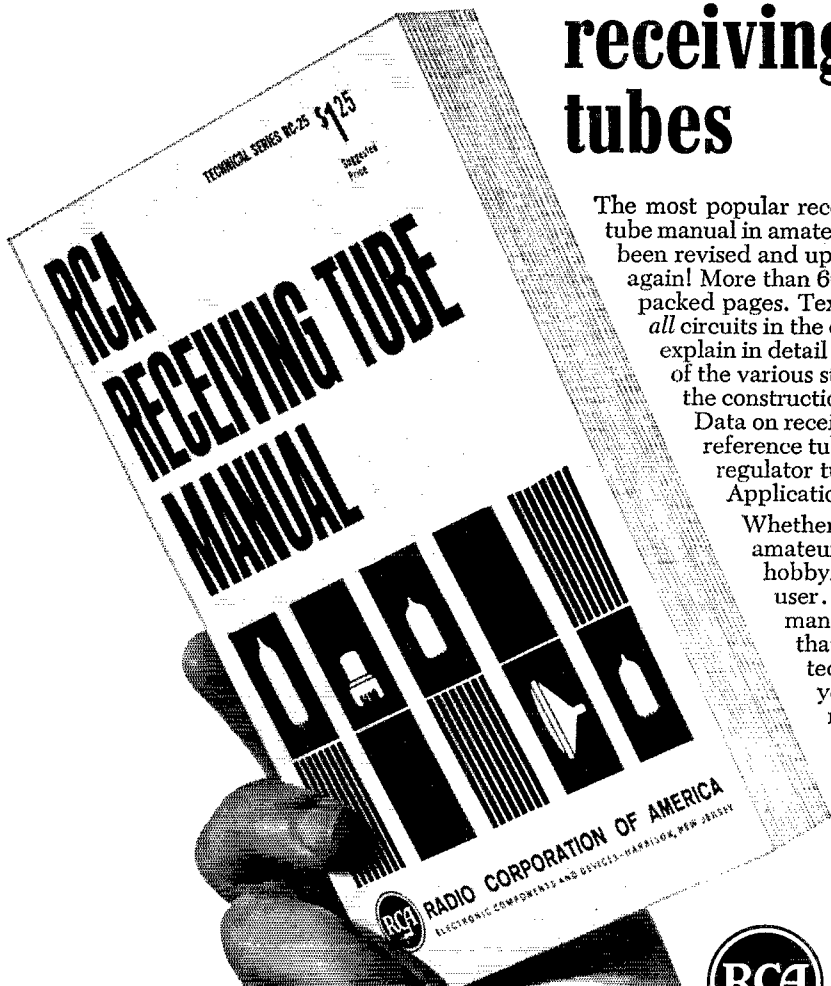 receiving
tubes
The most popular rece
tube manual in amate
been revised and up
again! More than 6
packed pages. Tex
all circuits in the
explain in detail
of the various st
the constructio
Data on recei
reference tu
regulator t
Applicatio
Whether
amateu
hobby
user.
man
tha
tec
y
TECHNICAL SERIES RC-25 $1.25
Suggested
Price
RCA
RECEIVING TUBE
MANUAL
RCA
RADIO CORPORATION OF AMERICA
ELECTRONIC COMPONENTS AND DEVICES-HARRISON, NEW JERSEY
RCA